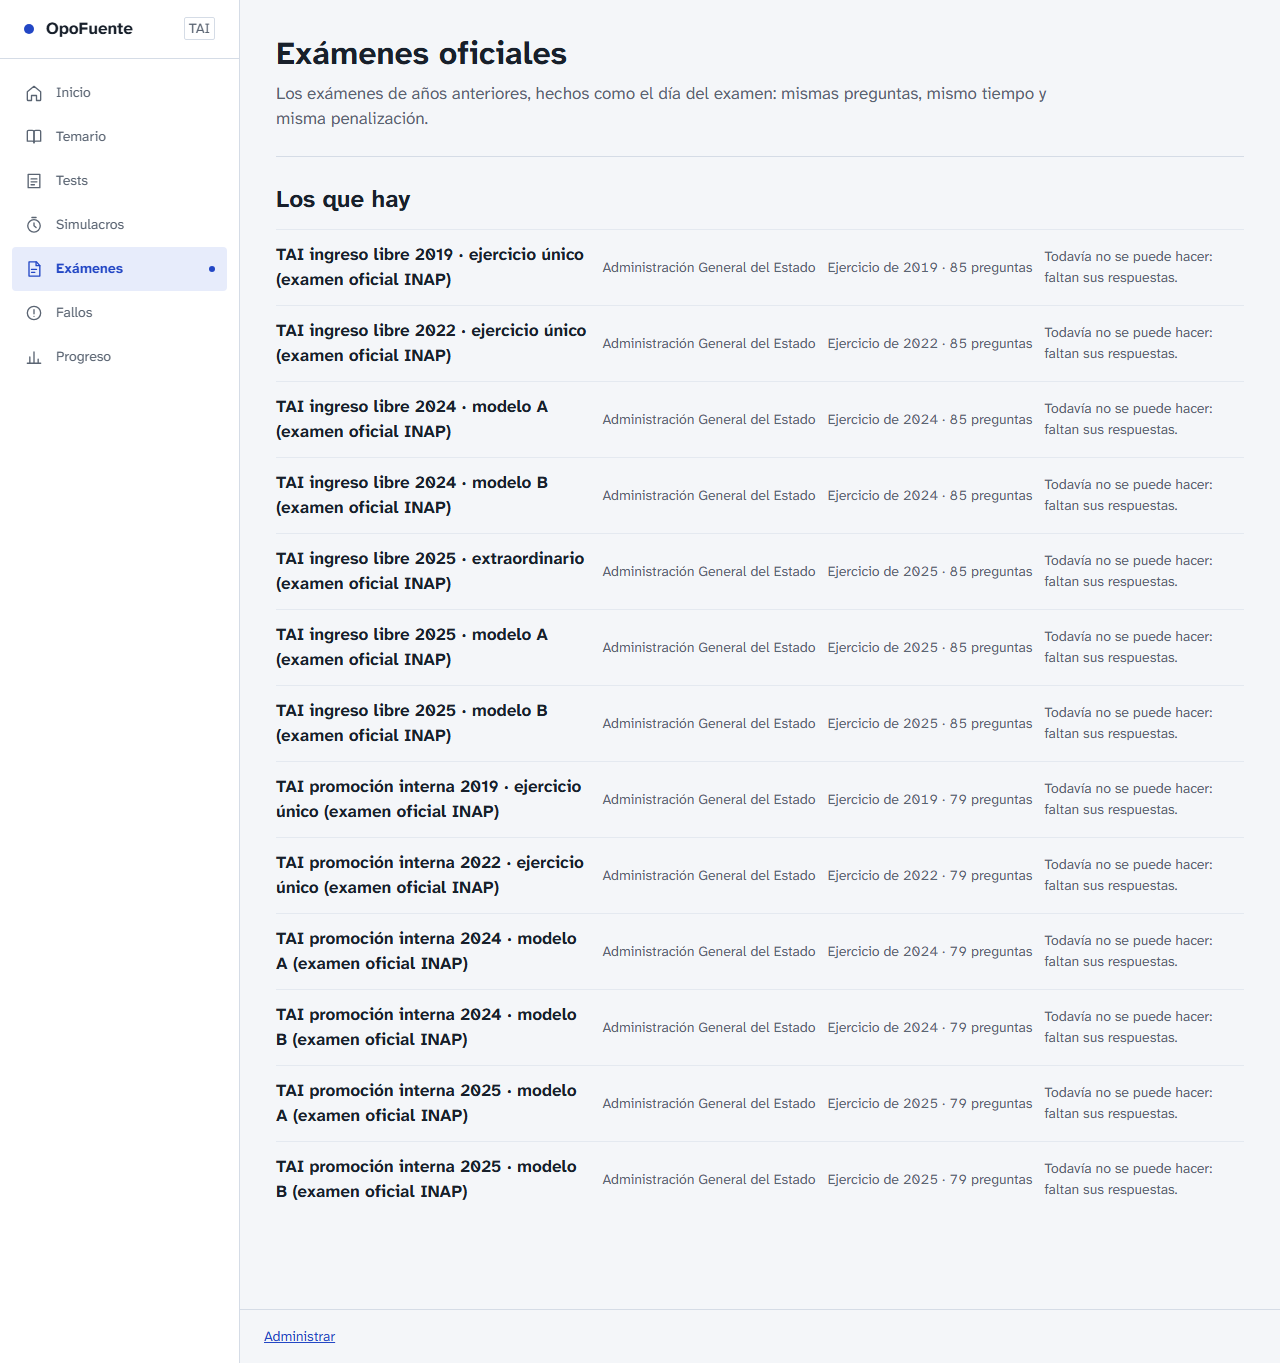 OpoFuente TAI
Inicio
Temario
Tests
Simulacros
Exámenes
Fallos
Progreso
Exámenes oficiales
Los exámenes de años anteriores, hechos como el día del examen: mismas preguntas, mismo tiempo y
misma penalización.
Los que hay
TAI ingreso libre 2019 · ejercicio único
(examen oficial INAP)
Administración General del Estado
Ejercicio de 2019 · 85 preguntas
Todavía no se puede hacer:
faltan sus respuestas.
TAI ingreso libre 2022 · ejercicio único
(examen oficial INAP)
Administración General del Estado
Ejercicio de 2022 · 85 preguntas
Todavía no se puede hacer:
faltan sus respuestas.
TAI ingreso libre 2024 · modelo A
(examen oficial INAP)
Administración General del Estado
Ejercicio de 2024 · 85 preguntas
Todavía no se puede hacer:
faltan sus respuestas.
TAI ingreso libre 2024 · modelo B
(examen oficial INAP)
Administración General del Estado
Ejercicio de 2024 · 85 preguntas
Todavía no se puede hacer:
faltan sus respuestas.
TAI ingreso libre 2025 · extraordinario
(examen oficial INAP)
Administración General del Estado
Ejercicio de 2025 · 85 preguntas
Todavía no se puede hacer:
faltan sus respuestas.
TAI ingreso libre 2025 · modelo A
(examen oficial INAP)
Administración General del Estado
Ejercicio de 2025 · 85 preguntas
Todavía no se puede hacer:
faltan sus respuestas.
TAI ingreso libre 2025 · modelo B
(examen oficial INAP)
Administración General del Estado
Ejercicio de 2025 · 85 preguntas
Todavía no se puede hacer:
faltan sus respuestas.
TAI promoción interna 2019 · ejercicio
único (examen oficial INAP)
Administración General del Estado
Ejercicio de 2019 · 79 preguntas
Todavía no se puede hacer:
faltan sus respuestas.
TAI promoción interna 2022 · ejercicio
único (examen oficial INAP)
Administración General del Estado
Ejercicio de 2022 · 79 preguntas
Todavía no se puede hacer:
faltan sus respuestas.
TAI promoción interna 2024 · modelo
A (examen oficial INAP)
Administración General del Estado
Ejercicio de 2024 · 79 preguntas
Todavía no se puede hacer:
faltan sus respuestas.
TAI promoción interna 2024 · modelo
B (examen oficial INAP)
Administración General del Estado
Ejercicio de 2024 · 79 preguntas
Todavía no se puede hacer:
faltan sus respuestas.
TAI promoción interna 2025 · modelo
A (examen oficial INAP)
Administración General del Estado
Ejercicio de 2025 · 79 preguntas
Todavía no se puede hacer:
faltan sus respuestas.
TAI promoción interna 2025 · modelo
B (examen oficial INAP)
Administración General del Estado
Ejercicio de 2025 · 79 preguntas
Todavía no se puede hacer:
faltan sus respuestas.
Administrar